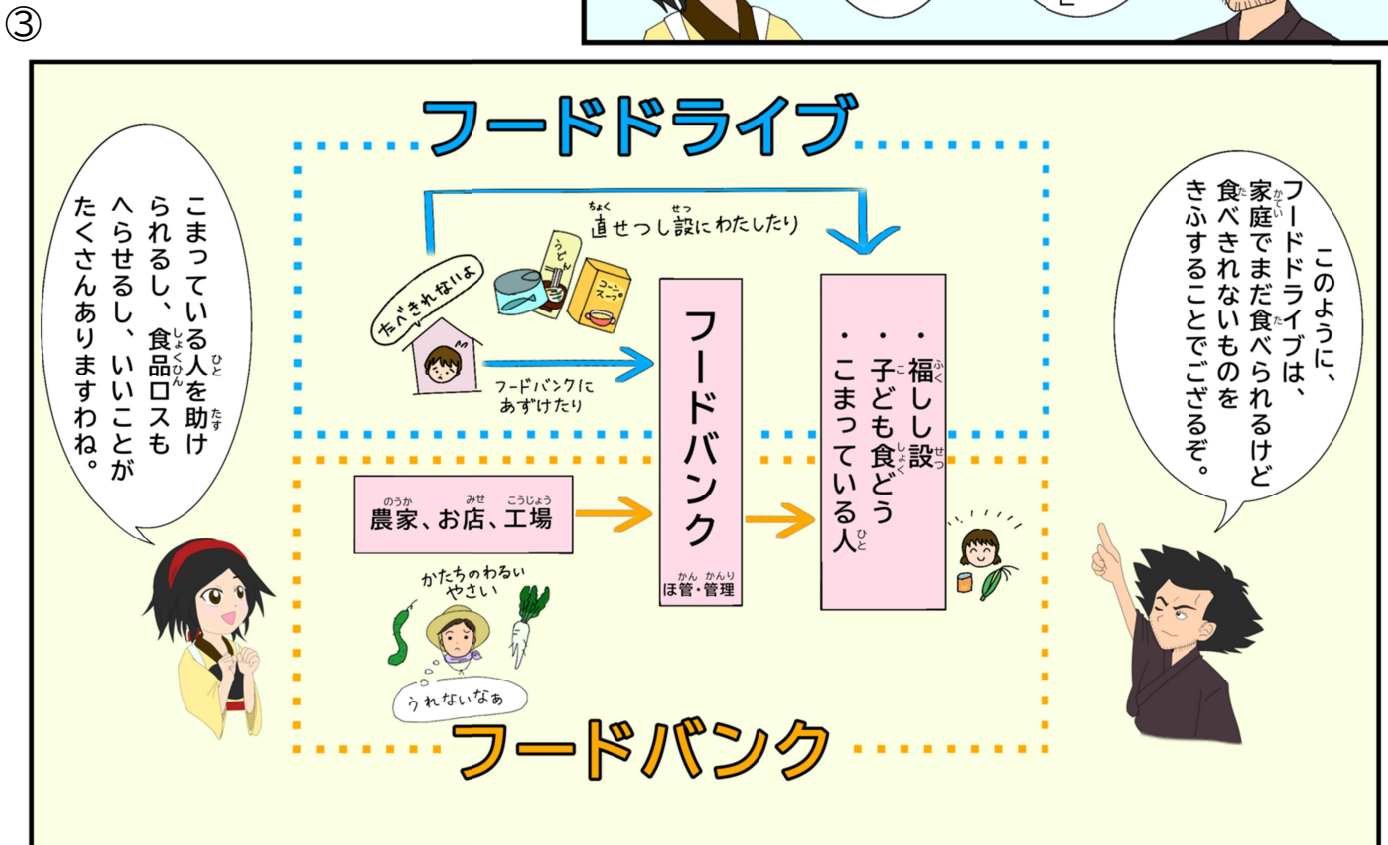 ③
フードドライブ
このように、
フードドライブは、
家庭でまだ食べられるけど
食べきれないものを
きふすることでござるぞ。
直せつし設にわたしたり
たべきれないよ
うどん
コーン
スープ
フードバンクに
あずけたり
フードバンク
ほ管・管理
・福しし設
・子ども食どう
・こまっている人
農家、お店、工場
かたちのわるい
やさい
うれないなぁ
フードバンク
こまっている人を助け
られるし、食品ロスも
へらせるし、いいことが
たくさんありますわね。